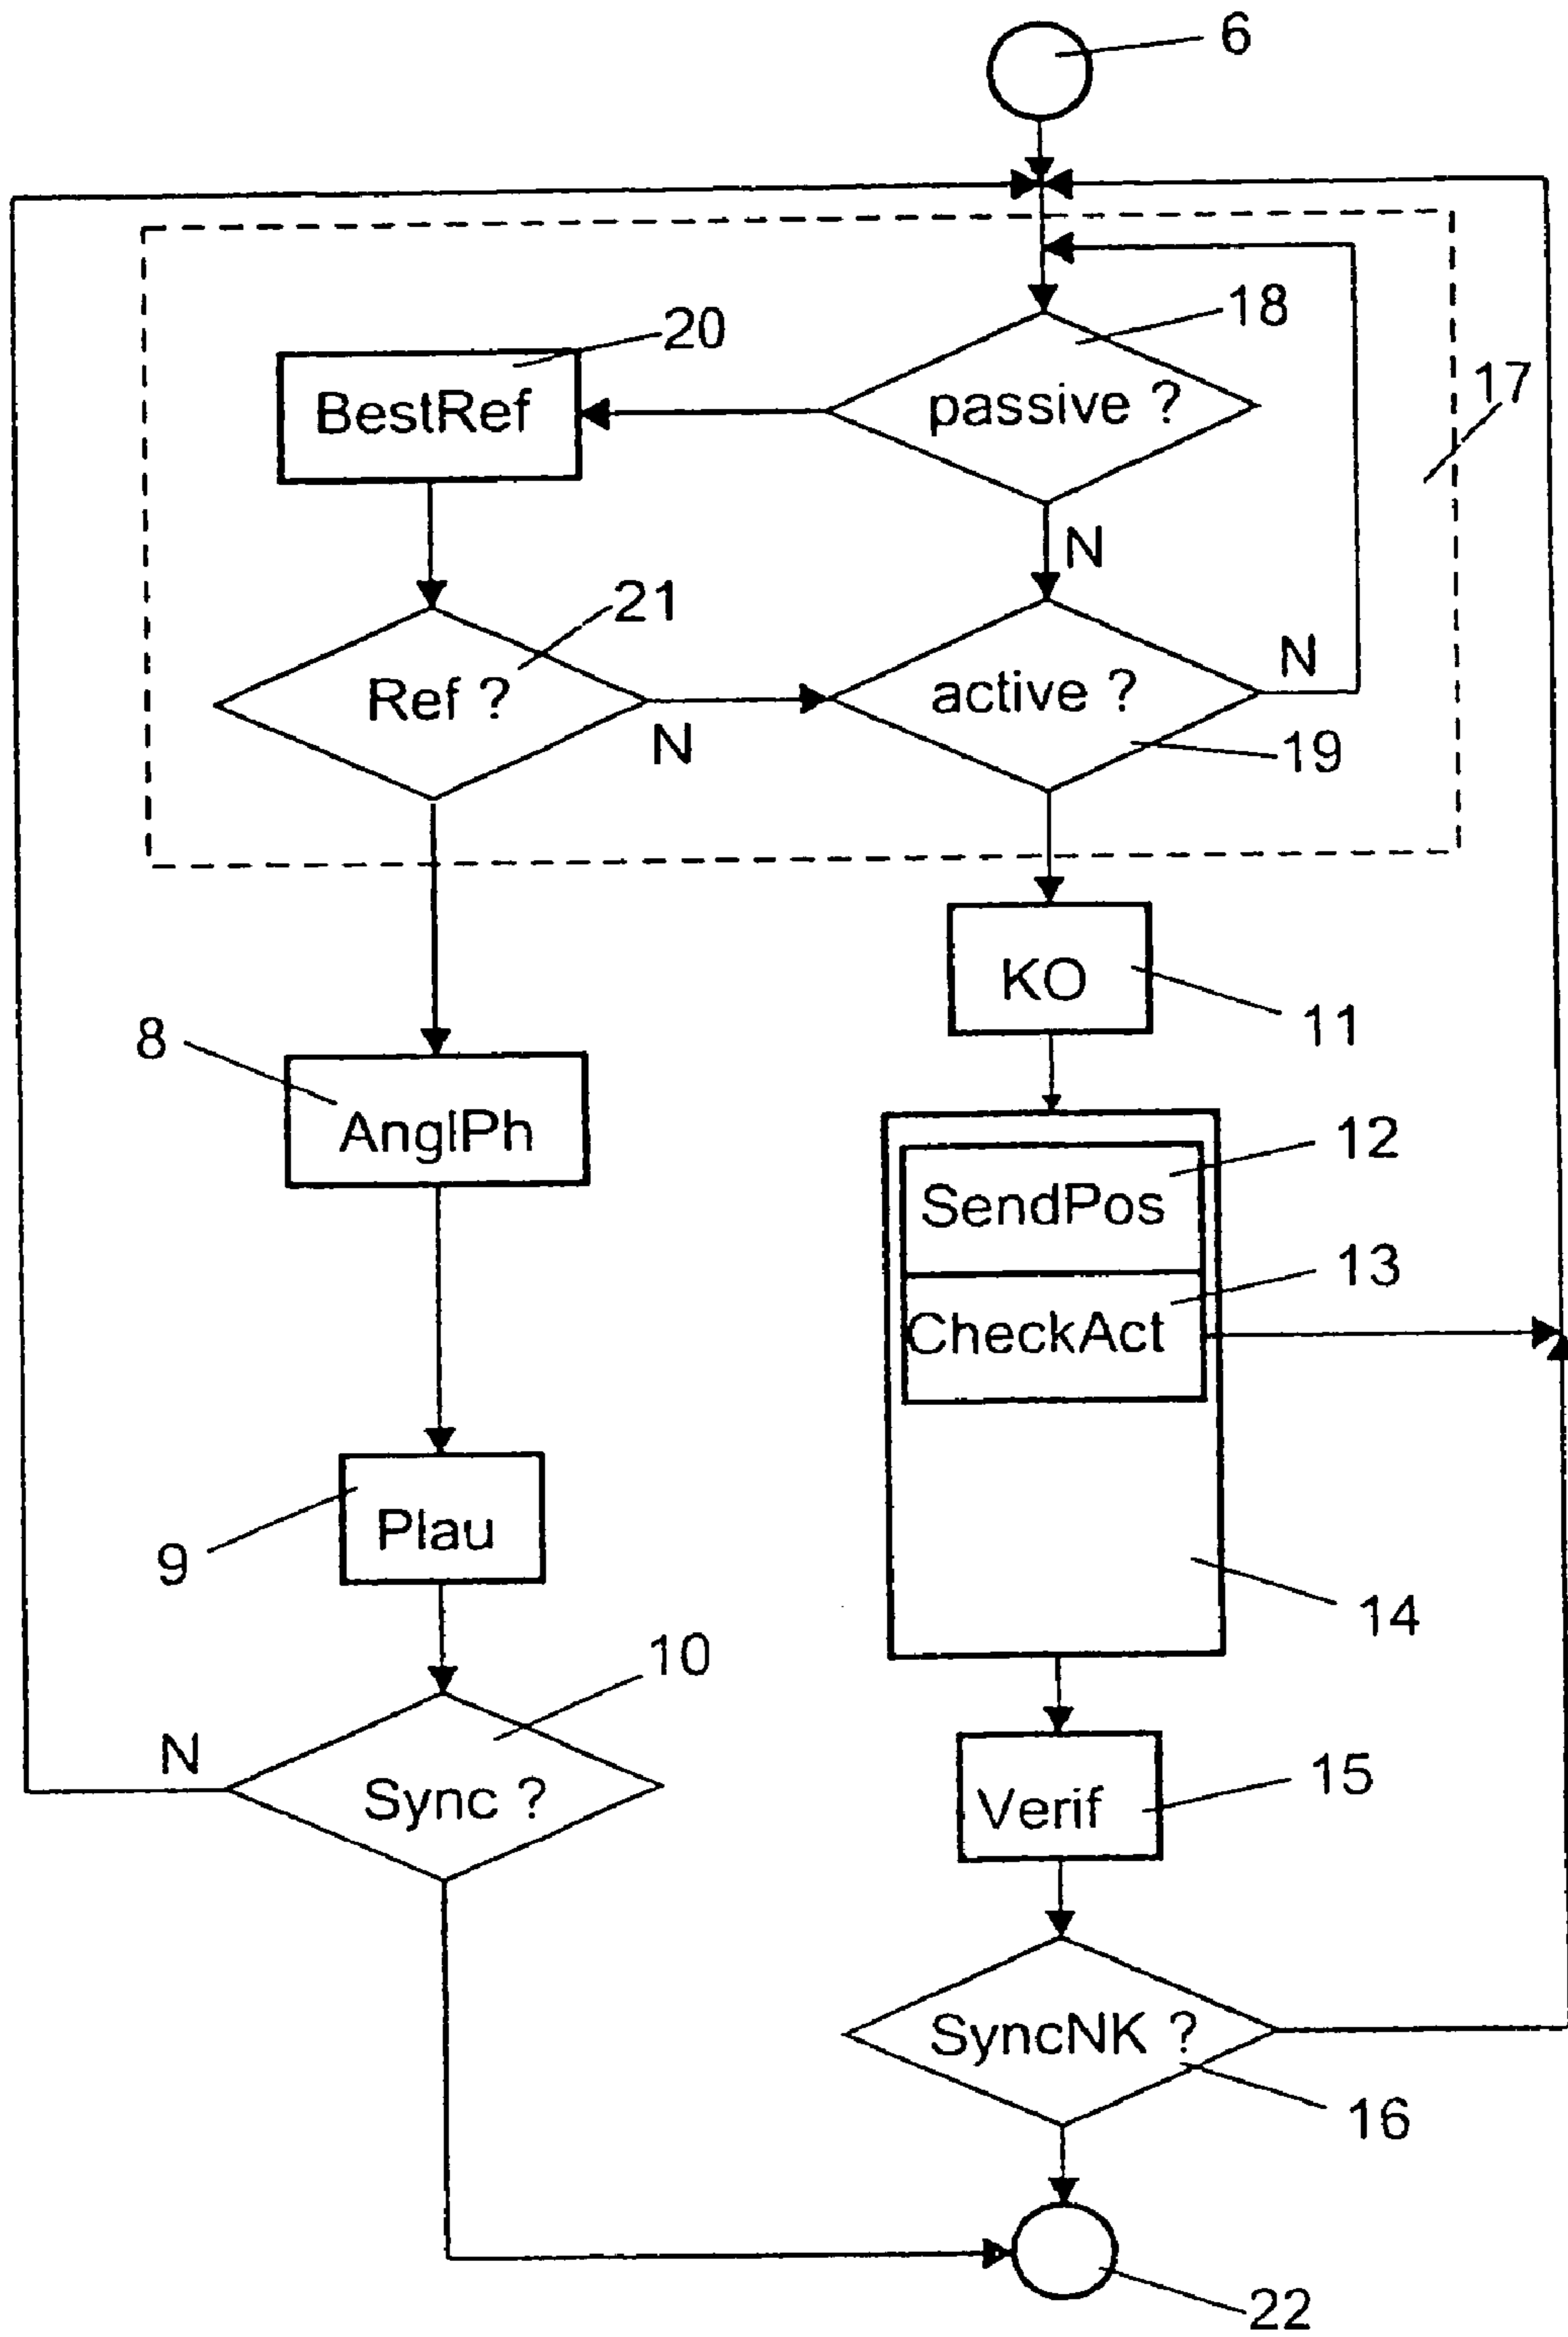 6
18
20
17
passive ?
BestRef
N
21
N
Ref ?
active ?
N
19
KO
11
8
AnglPh
12
SendPos
13
CheckAct
Plau
9
14
10
N
Sync ?
15
Verif
SyncNK ?
16
22